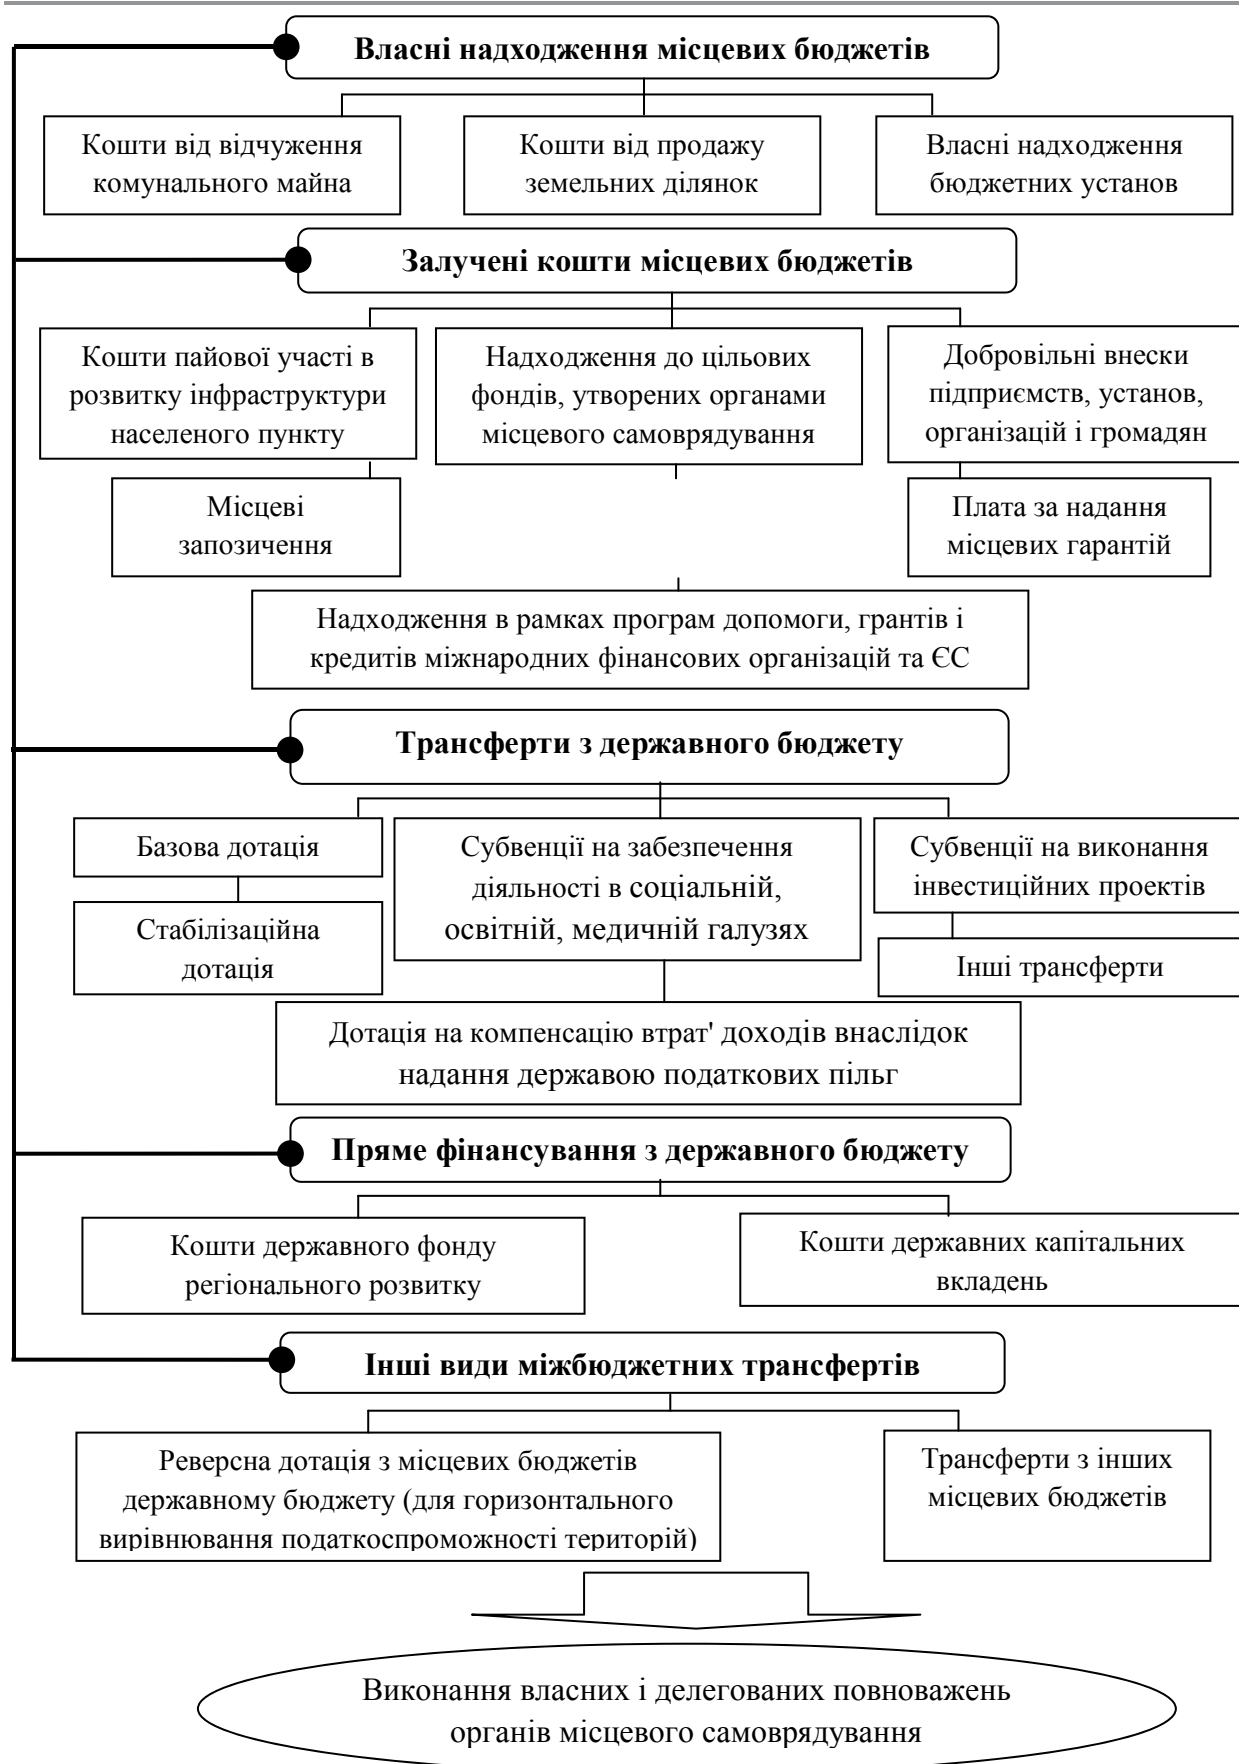 Власні надходження місцевих бюджетів
Кошти від відчуження
комунального майна
Кошти від продажу
земельних ділянок
Власні надходження
бюджетних установ
Залучені кошти місцевих бюджетів
Кошти пайової участі в
розвитку інфраструктури
населеного пункту
Надходження до цільових
фондів, утворених органами
місцевого самоврядування
Добровільні внески
підприємств, установ,
організацій і громадян
Місцеві
запозичення
Плата за надання
місцевих гарантій
Надходження в рамках програм допомоги, грантів і
кредитів міжнародних фінансових організацій та ЄС
Трансферти з державного бюджету
Базова дотація
Субвенції на забезпечення
діяльності в соціальній,
освітній, медичній галузях
Субвенції на виконання
інвестиційних проектів
Стабілізаційна
дотація
Інші трансферти
Дотація на компенсацію втрат' доходів внаслідок
надання державою податкових пільг
Пряме фінансування з державного бюджету
Кошти державного фонду
регіонального розвитку
Кошти державних капітальних
вкладень
Інші види міжбюджетних трансфертів
Реверсна дотація з місцевих бюджетів
державному бюджету (для горизонтального
вирівнювання податкоспроможності територій)
Трансферти з інших
місцевих бюджетів
Виконання власних і делегованих повноважень
органів місцевого самоврядування